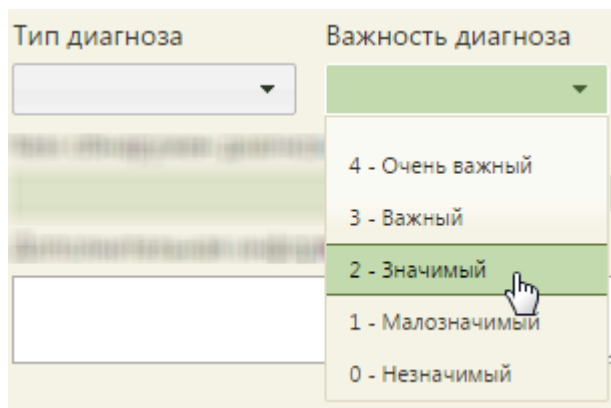 Тип диагноза
Важность диагноза
4 - Очень важный
3 - Важный
2 - Значимый
1 - Малозначимый
0 - Незначимый